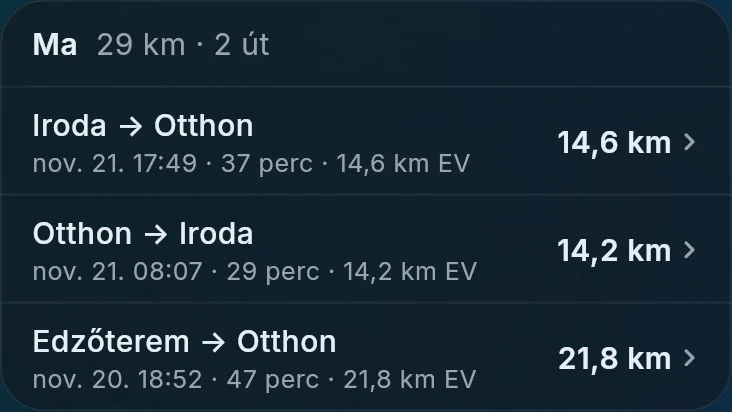 Ma 29 km · 2 út
Iroda → Otthon
nov. 21. 17:49 · 37 perc · 14,6 km EV
14,6 km >
Otthon → Iroda
nov. 21. 08:07 · 29 perc · 14,2 km EV
14,2 km >
Edzőterem → Otthon
nov. 20. 18:52 · 47 perc · 21,8 km EV
21,8 km >